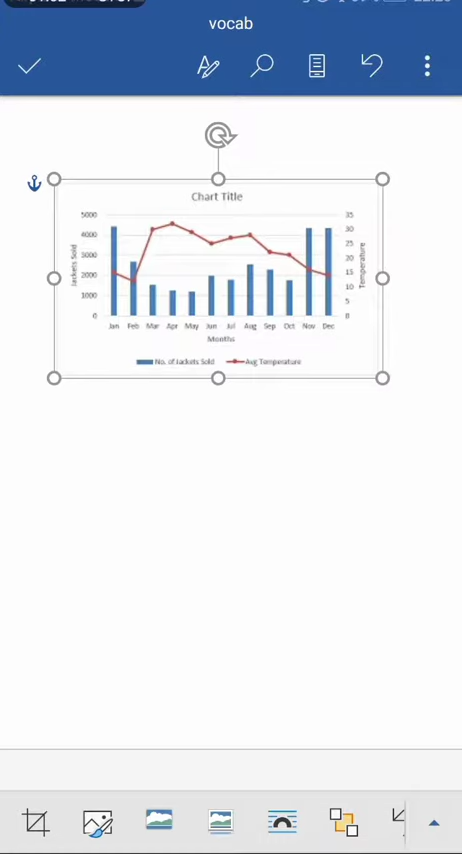 vocab
Chart Title
5000
4000
3000
2000
1000
0
Jackets Sold
35
30
25
20
15
10
5
0
Temperature
Jan Feb Mar Apr May Jun Jul Aug Sep Oct Nov Dec
Months
No. of Jackets Sold Avg Temperature